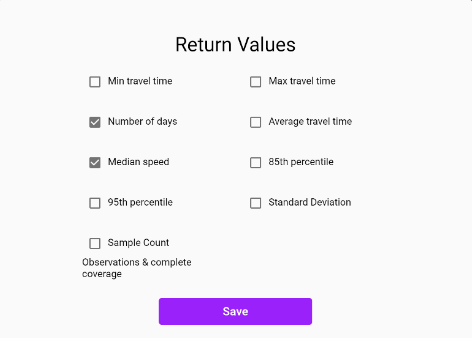 Return Values
Min travel time
Max travel time
Number of days
Average travel time
Median speed
85th percentile
95th percentile
Standard Deviation
Sample Count
Observations & complete
coverage
Save